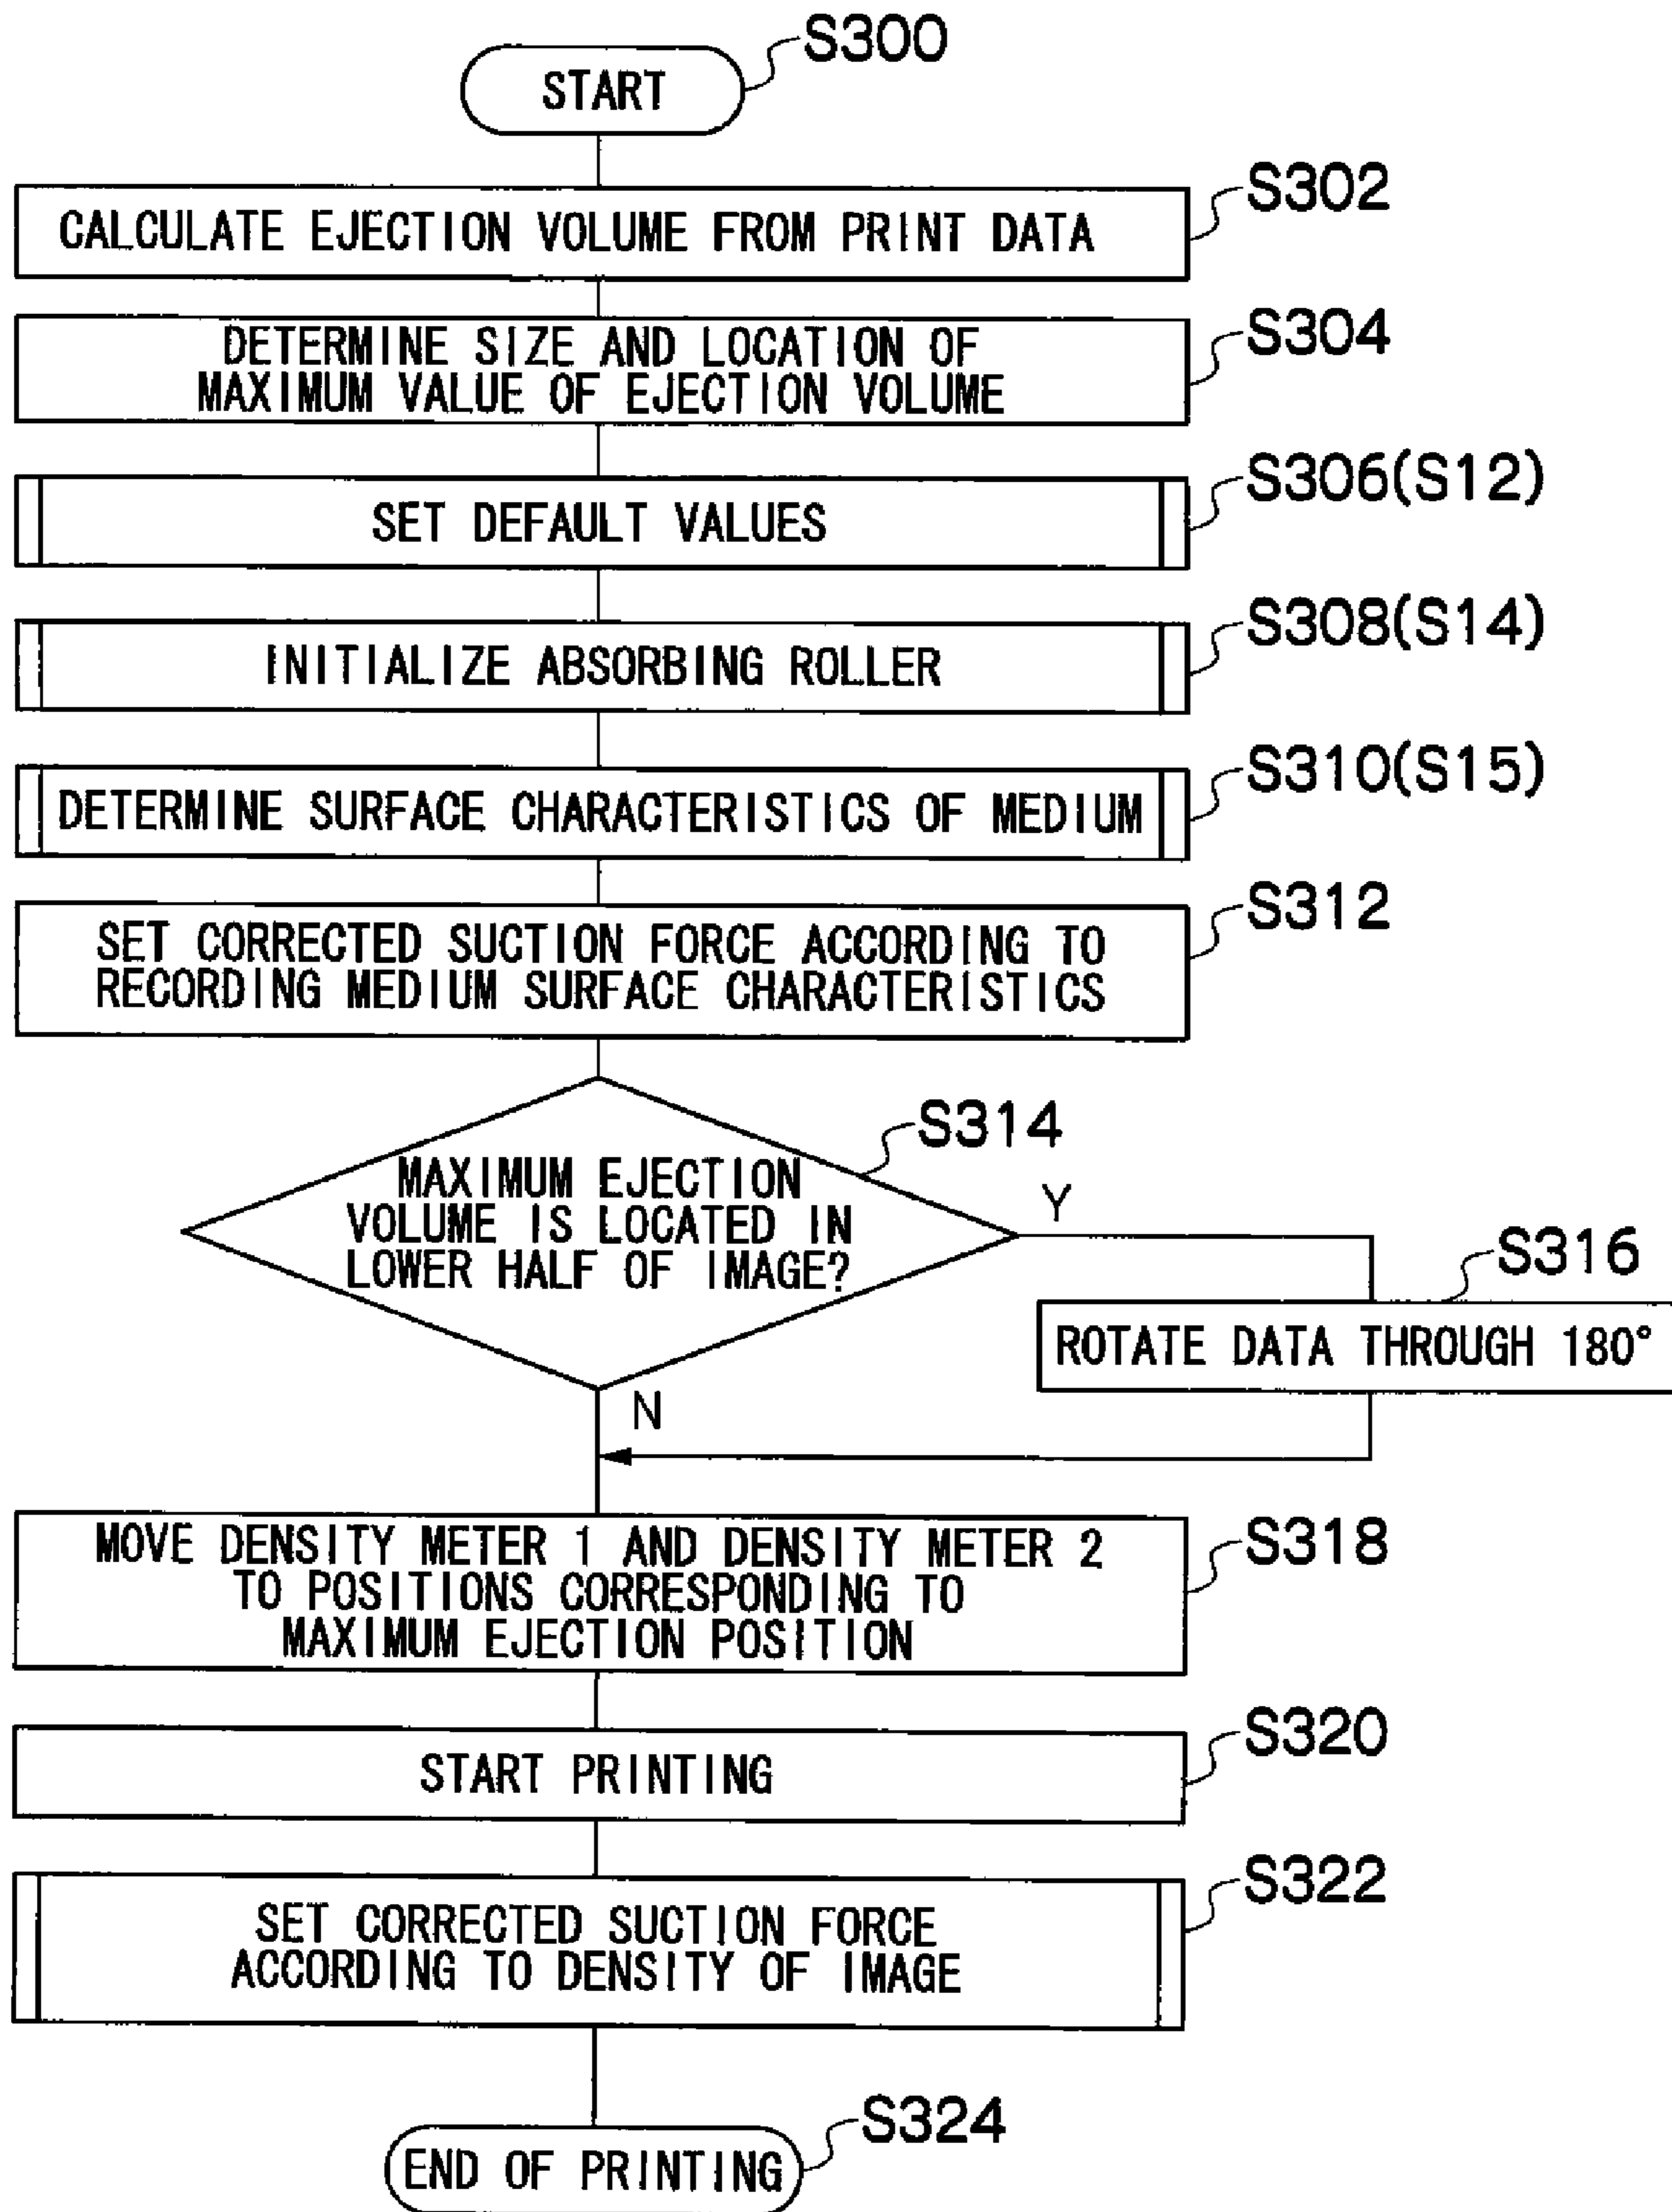 S300
START
S302
CALCULATE EJECTION VOLUME FROM PRINT DATA
S304
DETERMINE SIZE AND LOCATION OF
MAXIMUM VALUE OF EJECTION VOLUME
S306(S12)
SET DEFAULT VALUES
S308(S14)
INITIALIZE ABSORBING ROLLER
S310(S15)
DETERMINE SURFACE CHARACTERISTICS OF MEDIUM
S312
SET CORRECTED SUCTION FORCE ACCORDING TO
RECORDING MEDIUM SURFACE CHARACTERISTICS
S314
MAXIMUM EJECTION
VOLUME IS LOCATED IN
LOWER HALF OF IMAGE?
Y
S316
ROTATE DATA THROUGH 180°
N
S318
MOVE DENSITY METER 1 AND DENSITY METER 2
TO POSITIONS CORRESPONDING TO
MAXIMUM EJECTION POSITION
S320
START PRINTING
S322
SET CORRECTED SUCTION FORCE
ACCORDING TO DENSITY OF IMAGE
S324
END OF PRINTING